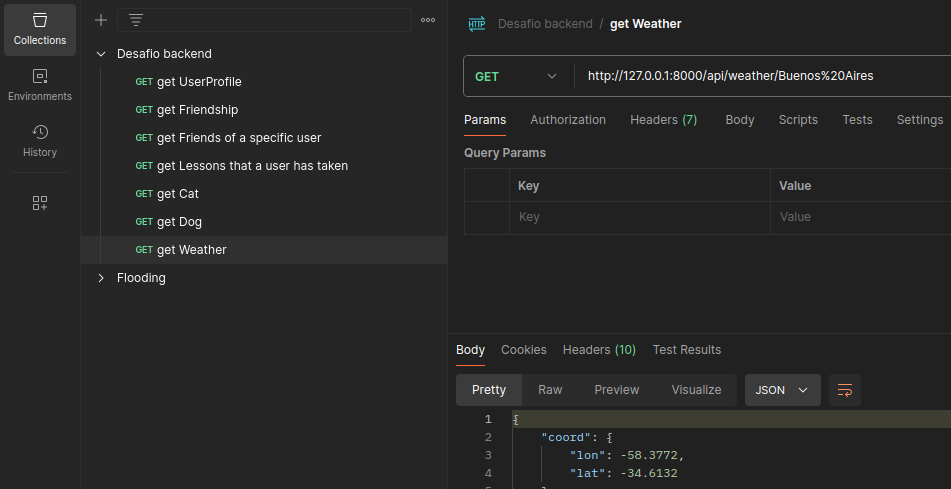 Collections
Environments
History
Desafio backend
GET get UserProfile
GET get Friendship
GET get Friends of a specific user
GET get Lessons that a user has taken
GET get Cat
GET get Dog
GET get Weather
Flooding
HTTP Desafio backend / get Weather
GET http://127.0.0.1:8000/api/weather/Buenos%20Aires
Params Authorization Headers (7) Body Scripts Tests Settings
Query Params
Key Value
Key Value
Body Cookies Headers (10) Test Results
Pretty Raw Preview Visualize JSON
1 {
2 "coord": {
3 "lon": -58.3772,
4 "lat": -34.6132